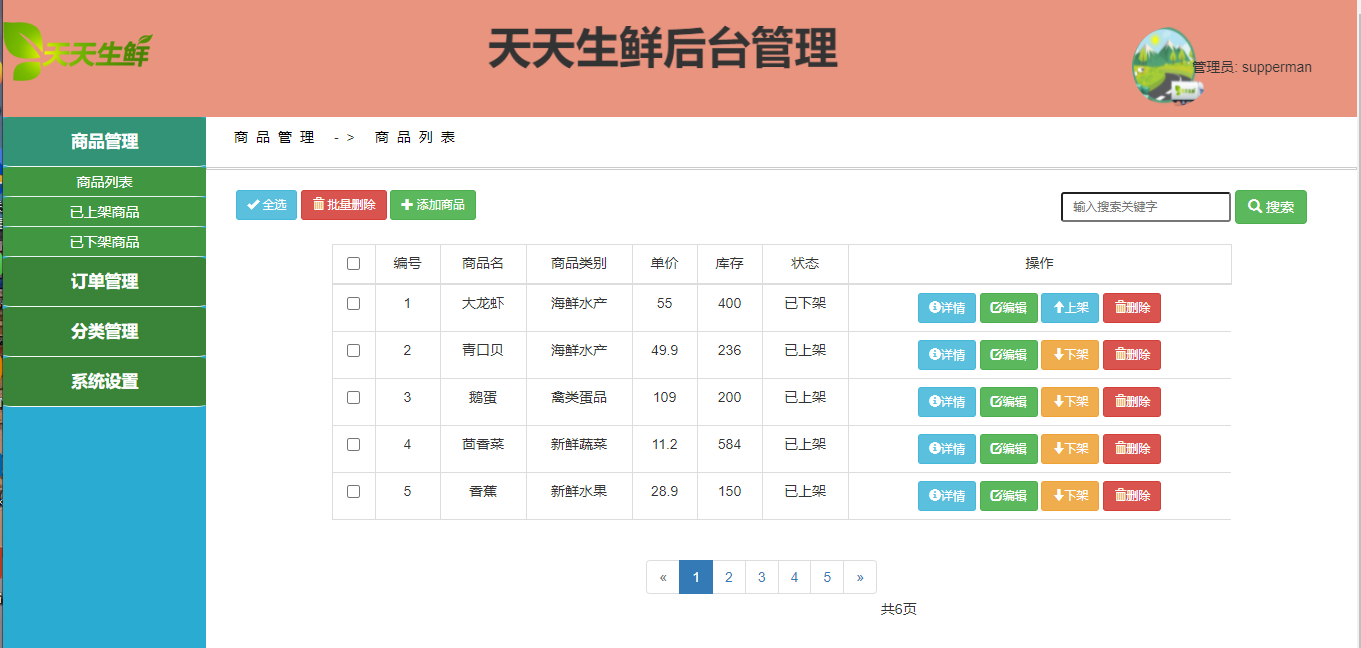 天天生鲜
天天生鲜后台管理
管理员: supperman
商品管理
商品列表
已上架商品
已下架商品
订单管理
分类管理
系统设置
商品管理 -> 商品列表
全选 批量删除 添加商品 输入搜索关键字 搜索
编号 商品名 商品类别 单价 库存 状态 操作
1 大龙虾 海鲜水产 55 400 已下架 详情 编辑 上架 删除
2 青口贝 海鲜水产 49.9 236 已上架 详情 编辑 下架 删除
3 鹅蛋 禽类蛋品 109 200 已上架 详情 编辑 下架 删除
4 茴香菜 新鲜蔬菜 11.2 584 已上架 详情 编辑 下架 删除
5 香蕉 新鲜水果 28.9 150 已上架 详情 编辑 下架 删除
« 1 2 3 4 5 »
共6页